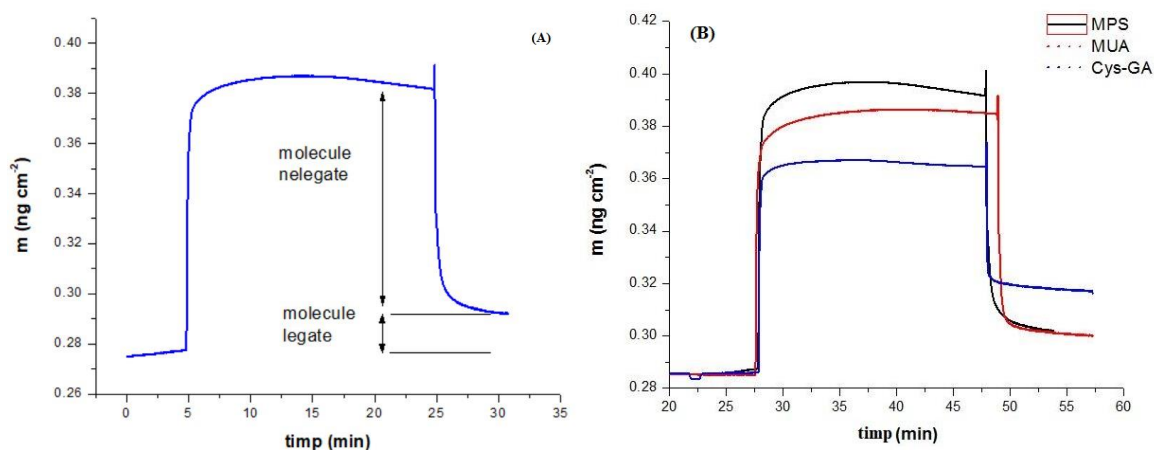 (A)
0.40
0.38
0.36
0.34
0.32
0.30
0.28
0.26
m (ng cm-2)
molecule
nelegate
molecule
legate
0 5 10 15 20 25 30 35
timp (min)
(B)
MPS
MUA
Cys-GA
0.42
0.40
0.38
0.36
0.34
0.32
0.30
0.28
m (ng cm-2)
20 25 30 35 40 45 50 55 60
timp (min)